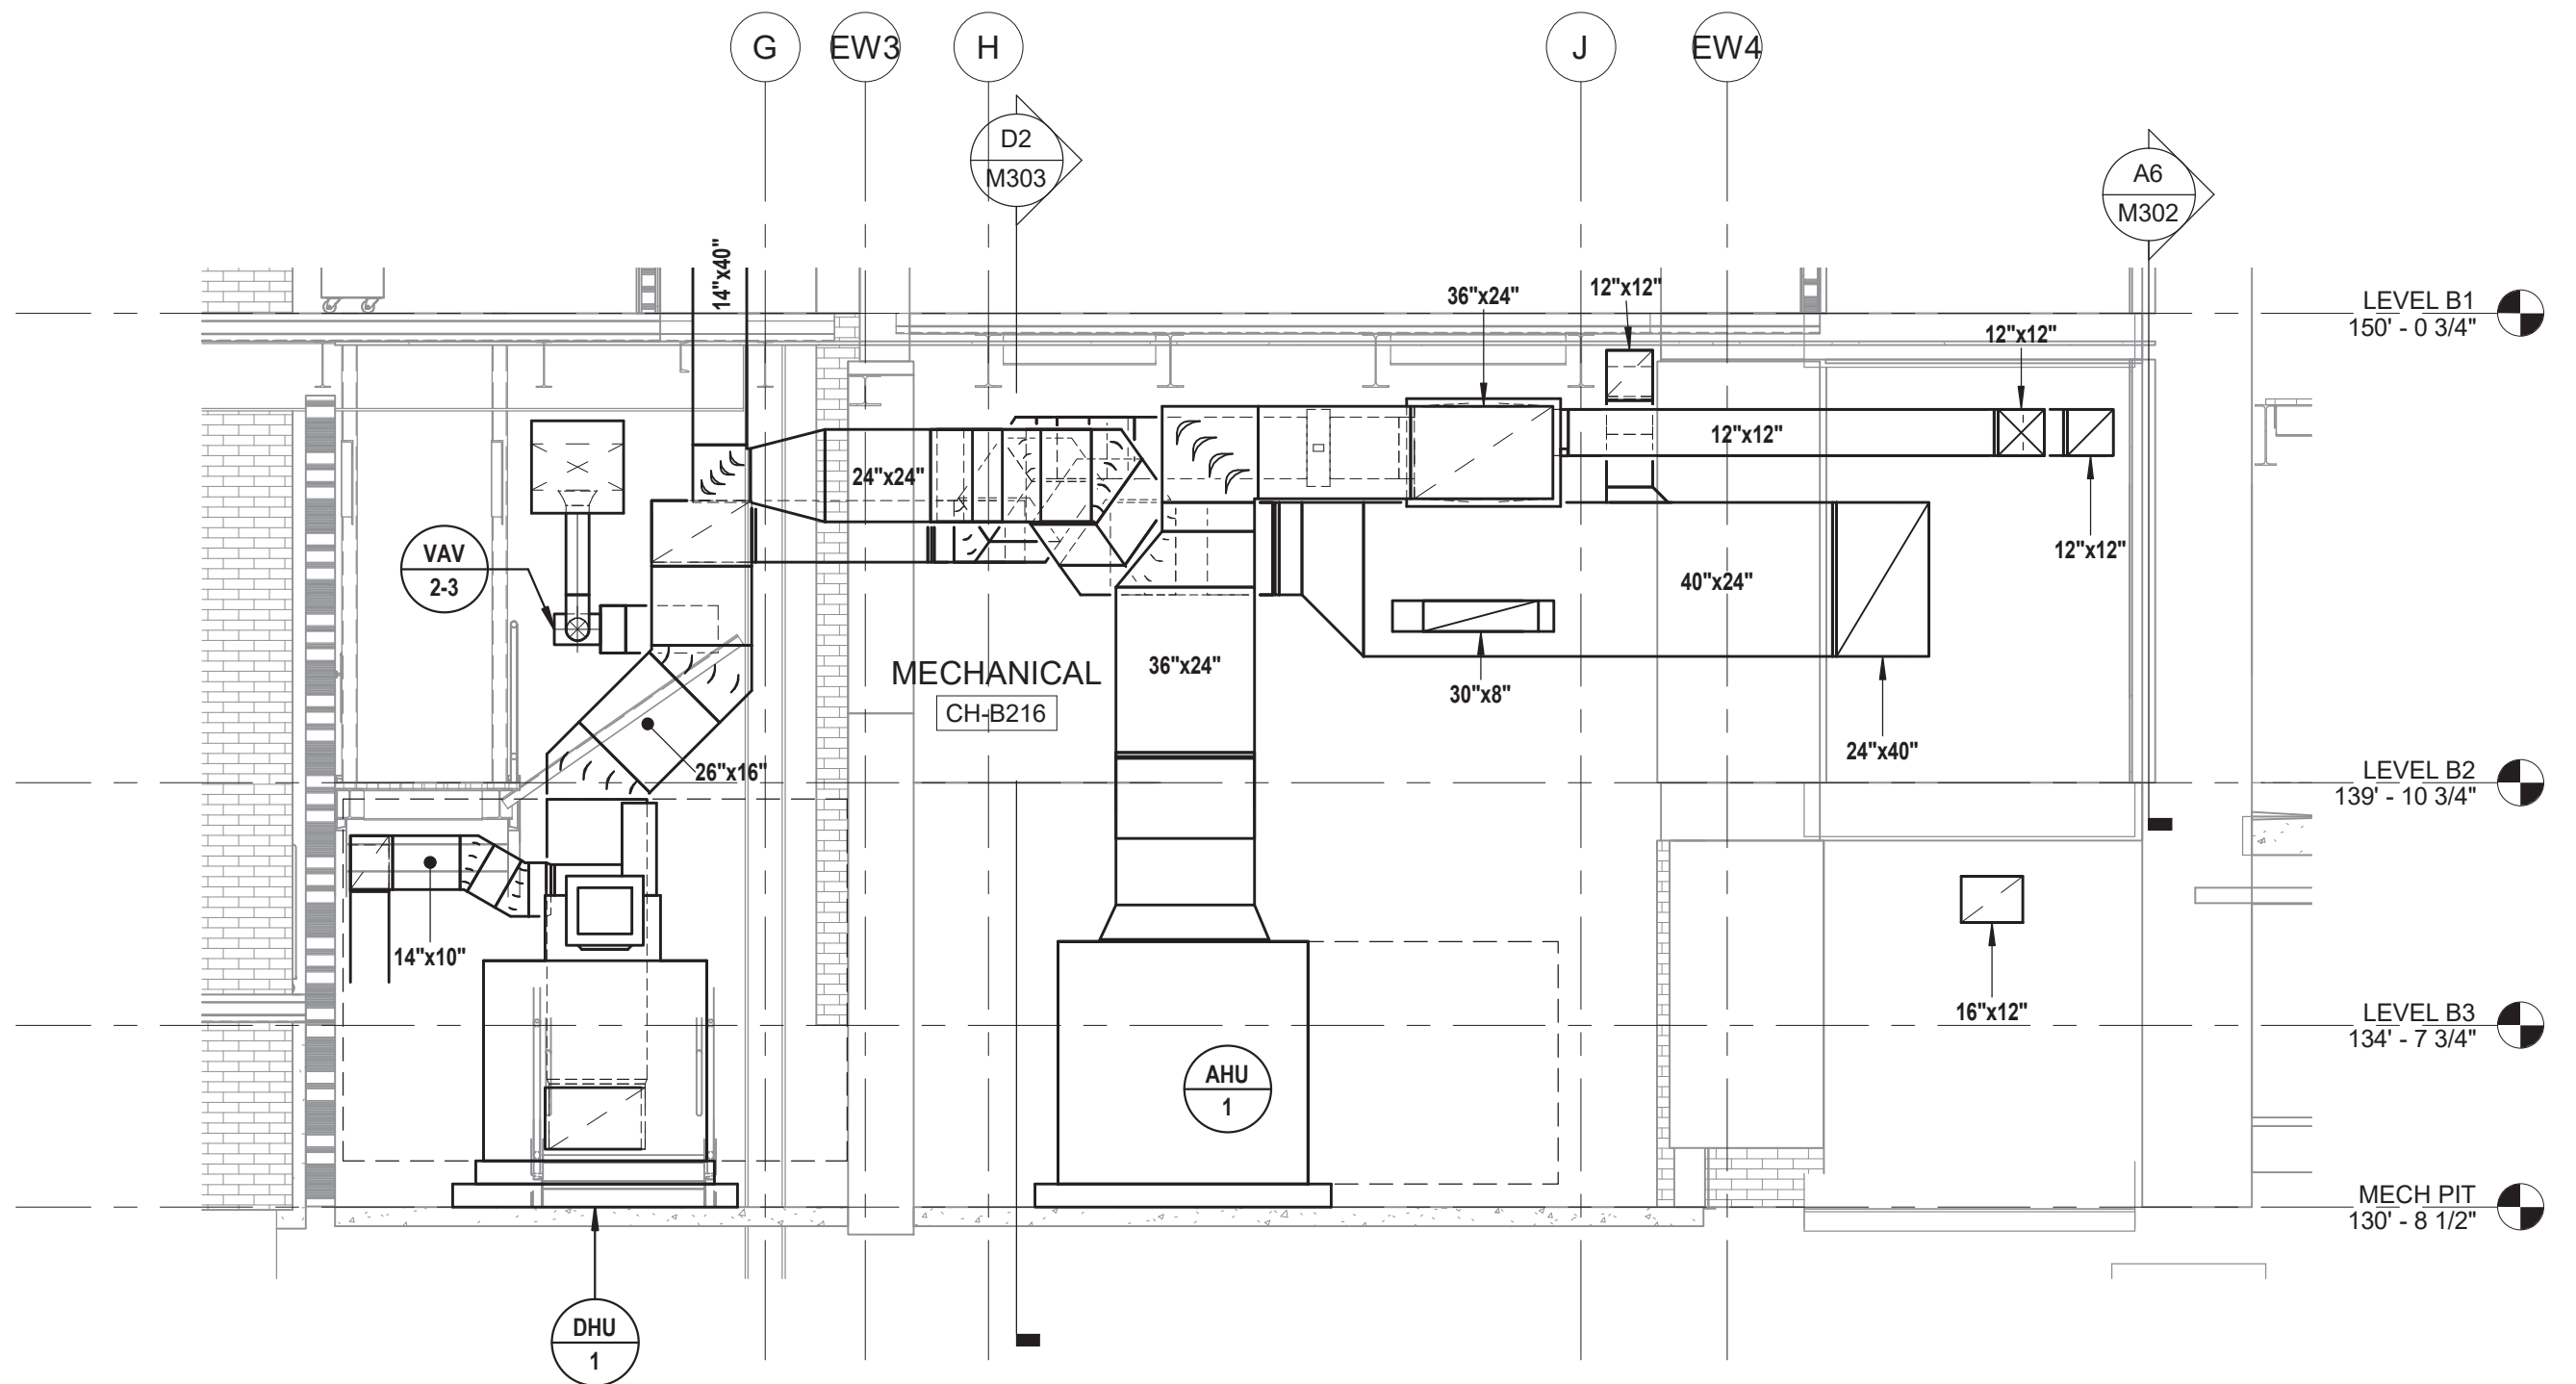 G
EW3
H
J
EW4
D2
M303
A6
M302
14"x40"
36"x24"
12"x12"
12"x12"
LEVEL B1
150' - 0 3/4"
24"x24"
12"x12"
12"x12"
VAV
2-3
40"x24"
MECHANICAL
CH-B216
36"x24"
30"x8"
24"x40"
26"x16"
LEVEL B2
139' - 10 3/4"
14"x10"
16"x12"
LEVEL B3
134' - 7 3/4"
AHU
1
MECH PIT
130' - 8 1/2"
DHU
1